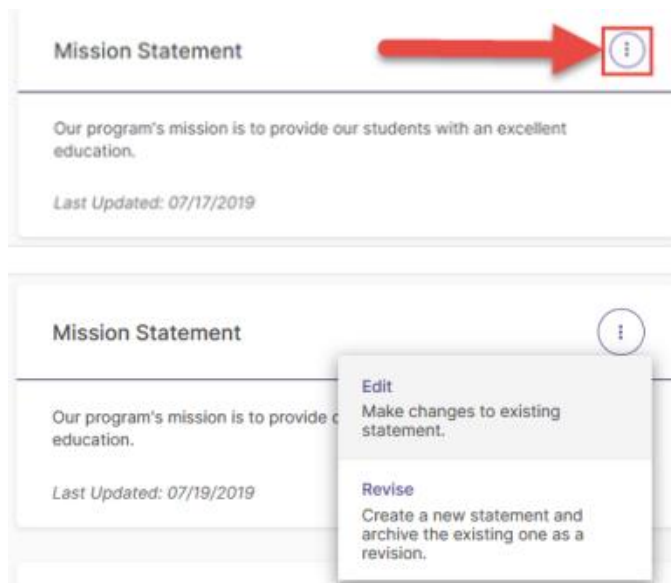 Mission Statement
Our program's mission is to provide our students with an excellent
education.
Last Updated: 07/17/2019
Mission Statement
Our program's mission is to provide
education.
Last Updated: 07/19/2019
Edit
Make changes to existing
statement.
Revise
Create a new statement and
archive the existing one as a
revision.